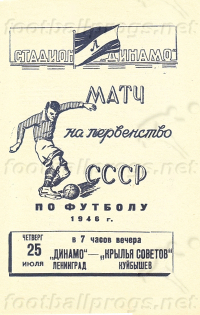 СТАДИОН Д ДИНАМО
МАТЧ
на первенство
СССР
ПО ФУТБОЛУ
1946 г.
ЧЕТВЕРГ
25
ИЮЛЯ
в 7 часов вечера
„ДИНАМО"—„КРЫЛЬЯ СОВЕТОВ"
ЛЕНИНГРАД КУЙБЫШЕВ
footballprogs.net